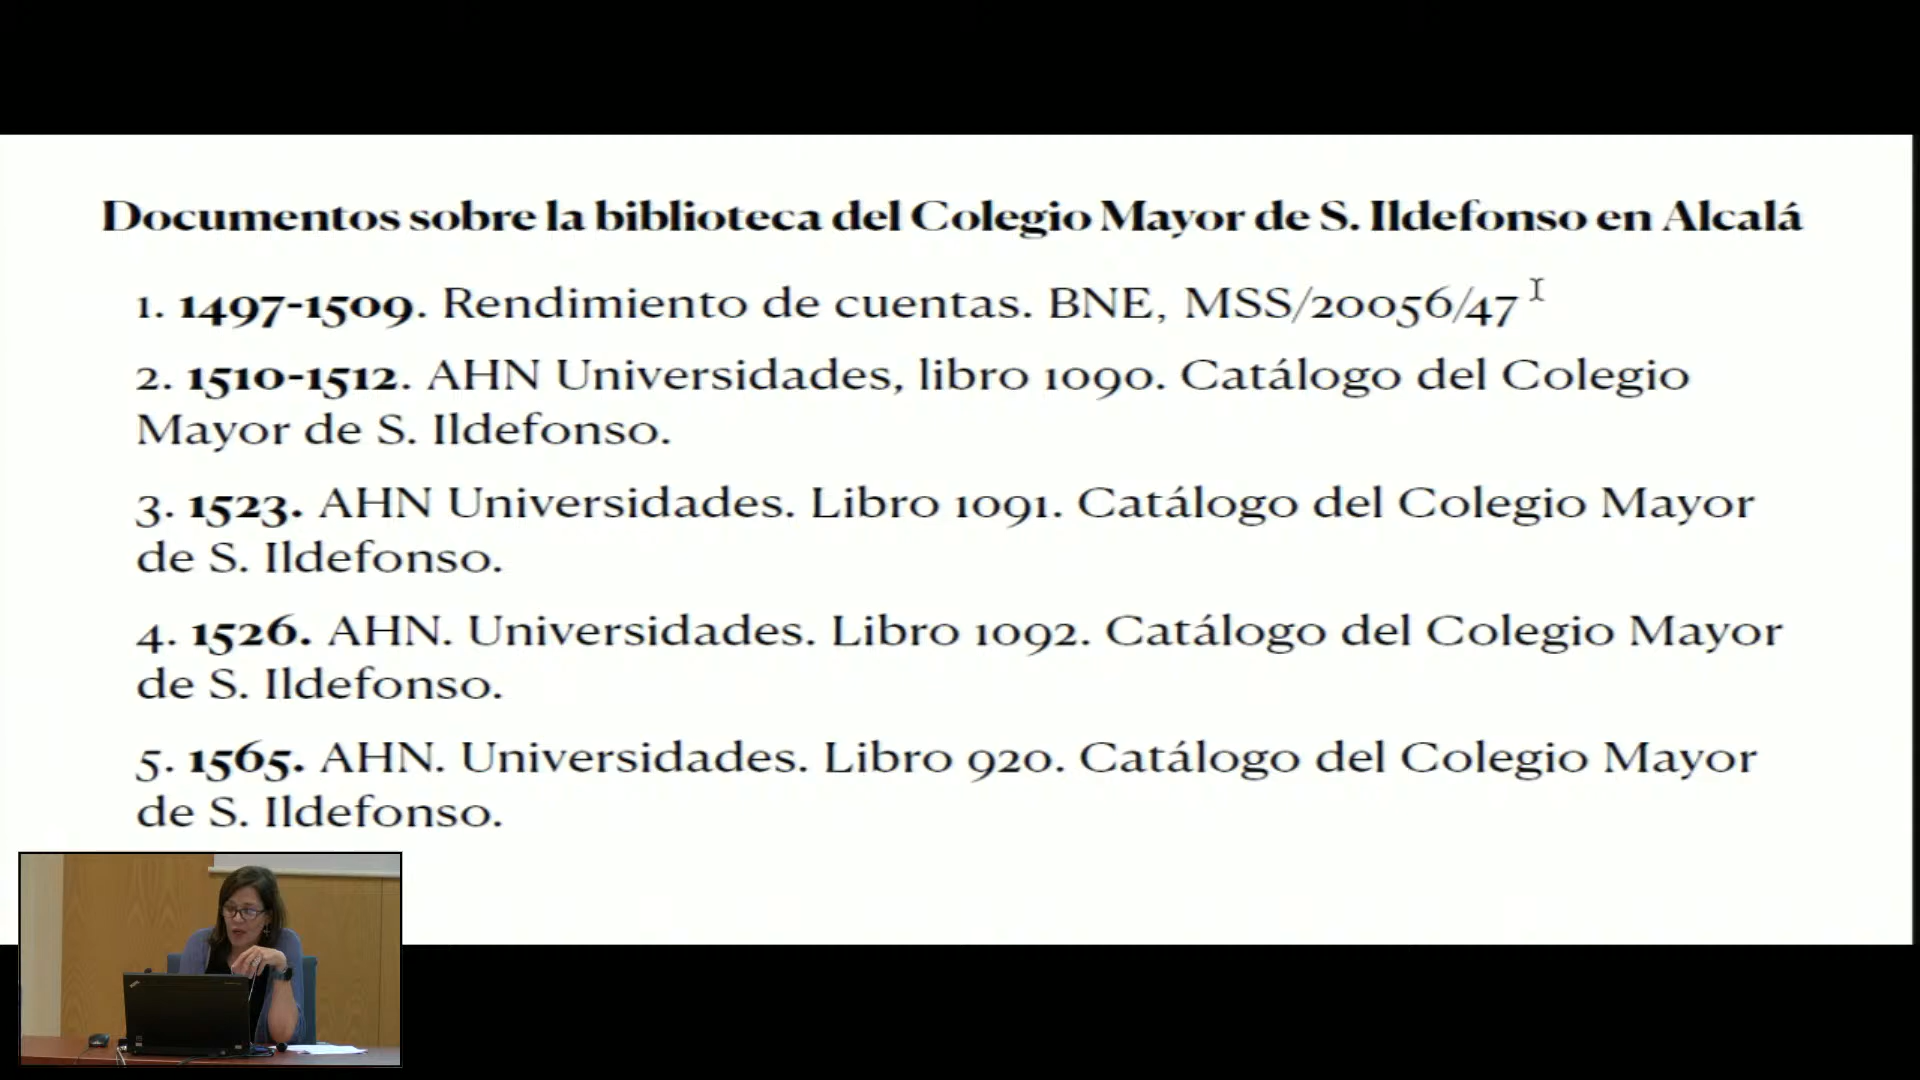 Documentos sobre la biblioteca del Colegio Mayor de S. Ildefonso en Alcalá
1. 1497-1509. Rendimiento de cuentas. BNE, MSS/20056/47
2. 1510-1512. AHN Universidades, libro 1090. Catálogo del Colegio
Mayor de S. Ildefonso.
3. 1523. AHN Universidades. Libro 1091. Catálogo del Colegio Mayor
de S. Ildefonso.
4. 1526. AHN. Universidades. Libro 1092. Catálogo del Colegio Mayor
de S. Ildefonso.
5. 1565. AHN. Universidades. Libro 920. Catálogo del Colegio Mayor
de S. Ildefonso.